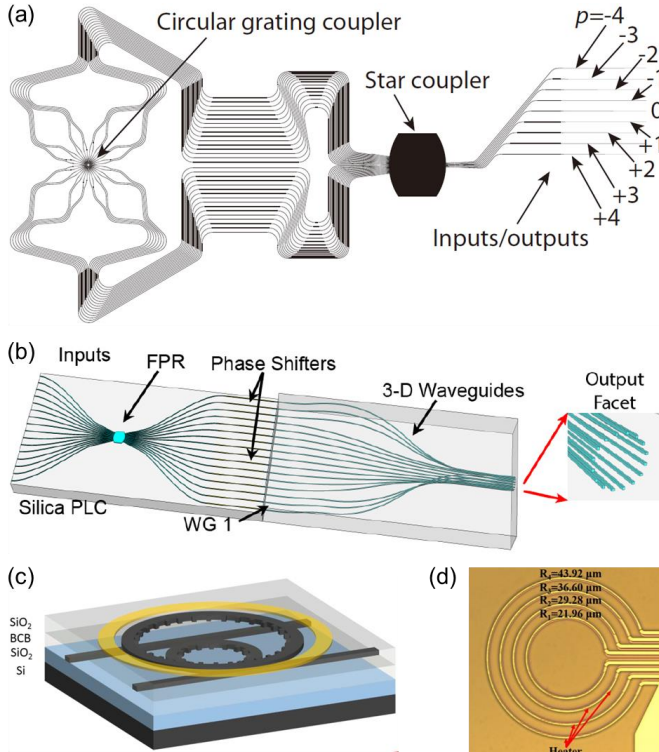 (a)
Circular grating coupler
Star coupler
p=-4
-3
-2
0
+1
+2
+3
+4
Inputs/outputs
(b)
Inputs
FPR
Phase Shifters
3-D Waveguides
Output
Facet
Silica PLC
WG 1
(c)
SiO₂
BCB
SiO₂
Si
(d)
R₄=43.92 μm
R₃=36.60 μm
R₂=29.28 μm
R₁=21.96 μm